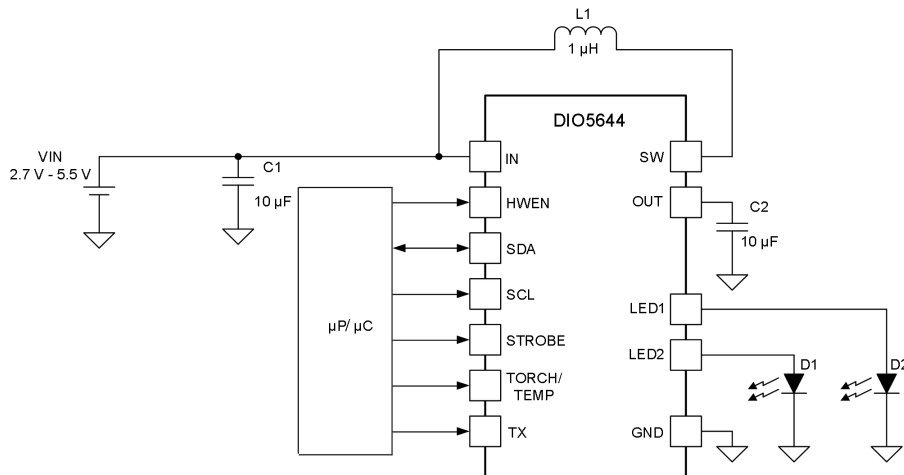 L1
1 µH
DIO5644
VIN
2.7 V - 5.5 V
C1
10 µF
IN
SW
HWEN
OUT
C2
10 µF
SDA
SCL
LED1
µP/ µC
STROBE
LED2
D1
D2
TORCH/
TEMP
TX
GND